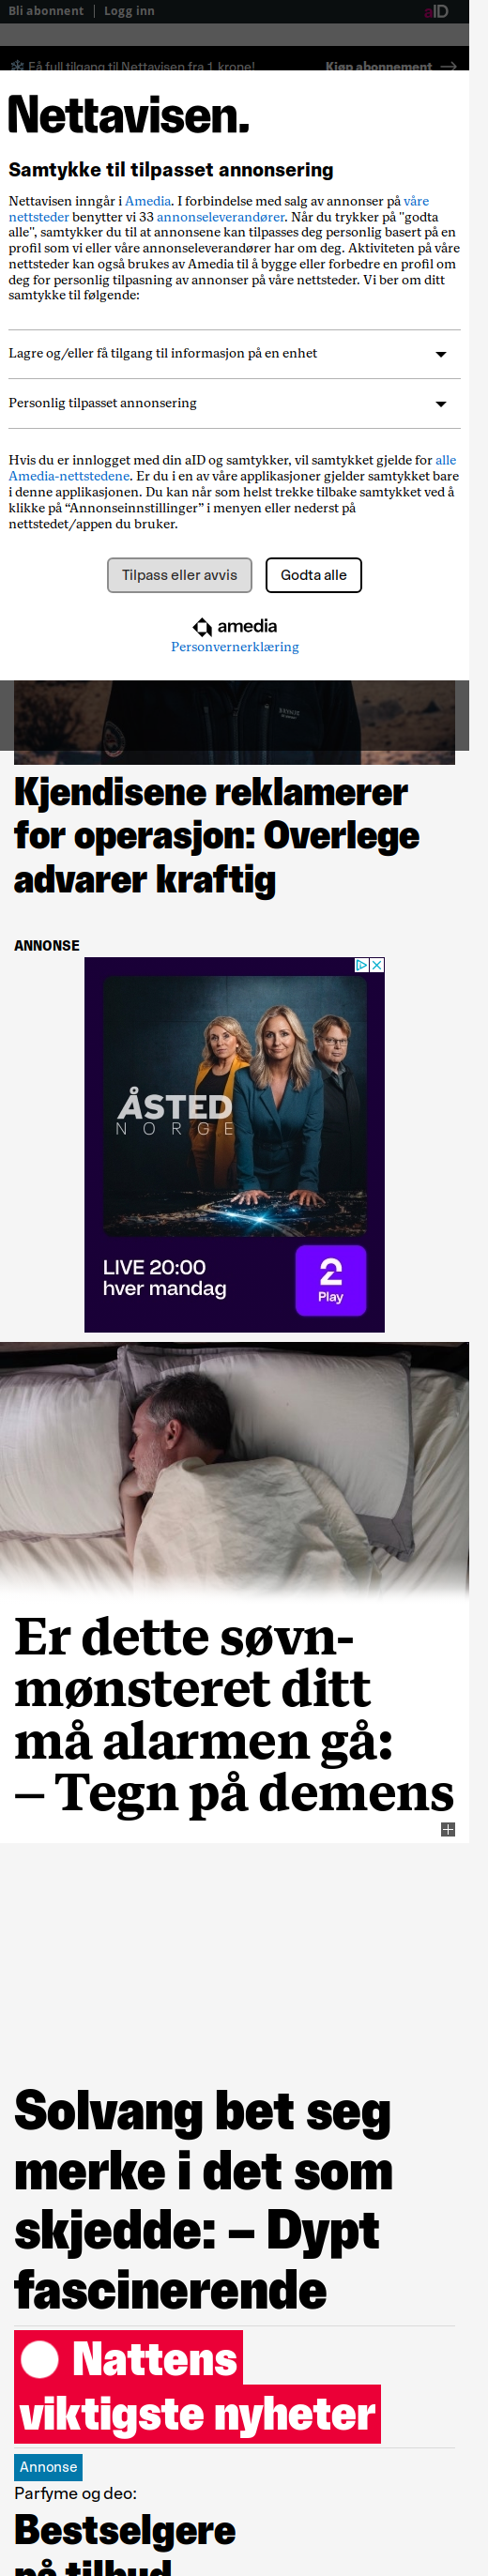 Bli abonnent | Logg inn aID
Få full tilgang til Nettavisen fra 1 krone! Kjøp abonnement
Nettavisen.
Samtykke til tilpasset annonsering
Nettavisen inngår i Amedia. I forbindelse med salg av annonser på våre
nettsteder benytter vi 33 annonseleverandører. Når du trykker på "godta
alle", samtykker du til at annonsene kan tilpasses deg personlig basert på en
profil som vi eller våre annonseleverandører har om deg. Aktiviteten på våre
nettsteder kan også brukes av Amedia til å bygge eller forbedre en profil om
deg for personlig tilpasning av annonser på våre nettsteder. Vi ber om ditt
samtykke til følgende:
Lagre og/eller få tilgang til informasjon på en enhet
Personlig tilpasset annonsering
Hvis du er innlogget med din aID og samtykker, vil samtykket gjelde for alle
Amedia-nettstedene. Er du i en av våre applikasjoner gjelder samtykket bare
i denne applikasjonen. Du kan når som helst trekke tilbake samtykket ved å
klikke på “Annonseinnstillinger” i menyen eller nederst på
nettstedet/appen du bruker.
Tilpass eller avvis Godta alle
amedia
Personvernerklæring
Kjendisene reklamerer
for operasjon: Overlege
advarer kraftig
ANNONSE
ÅSTED
NORGE
LIVE 20:00
hver mandag
2
Play
Er dette søvn-
mønsteret ditt
må alarmen gå:
– Tegn på demens
Solvang bet seg
merke i det som
skjedde: – Dypt
fascinerende
Nattens
viktigste nyheter
Annonse
Parfyme og deo:
Bestselgere
på tilbud